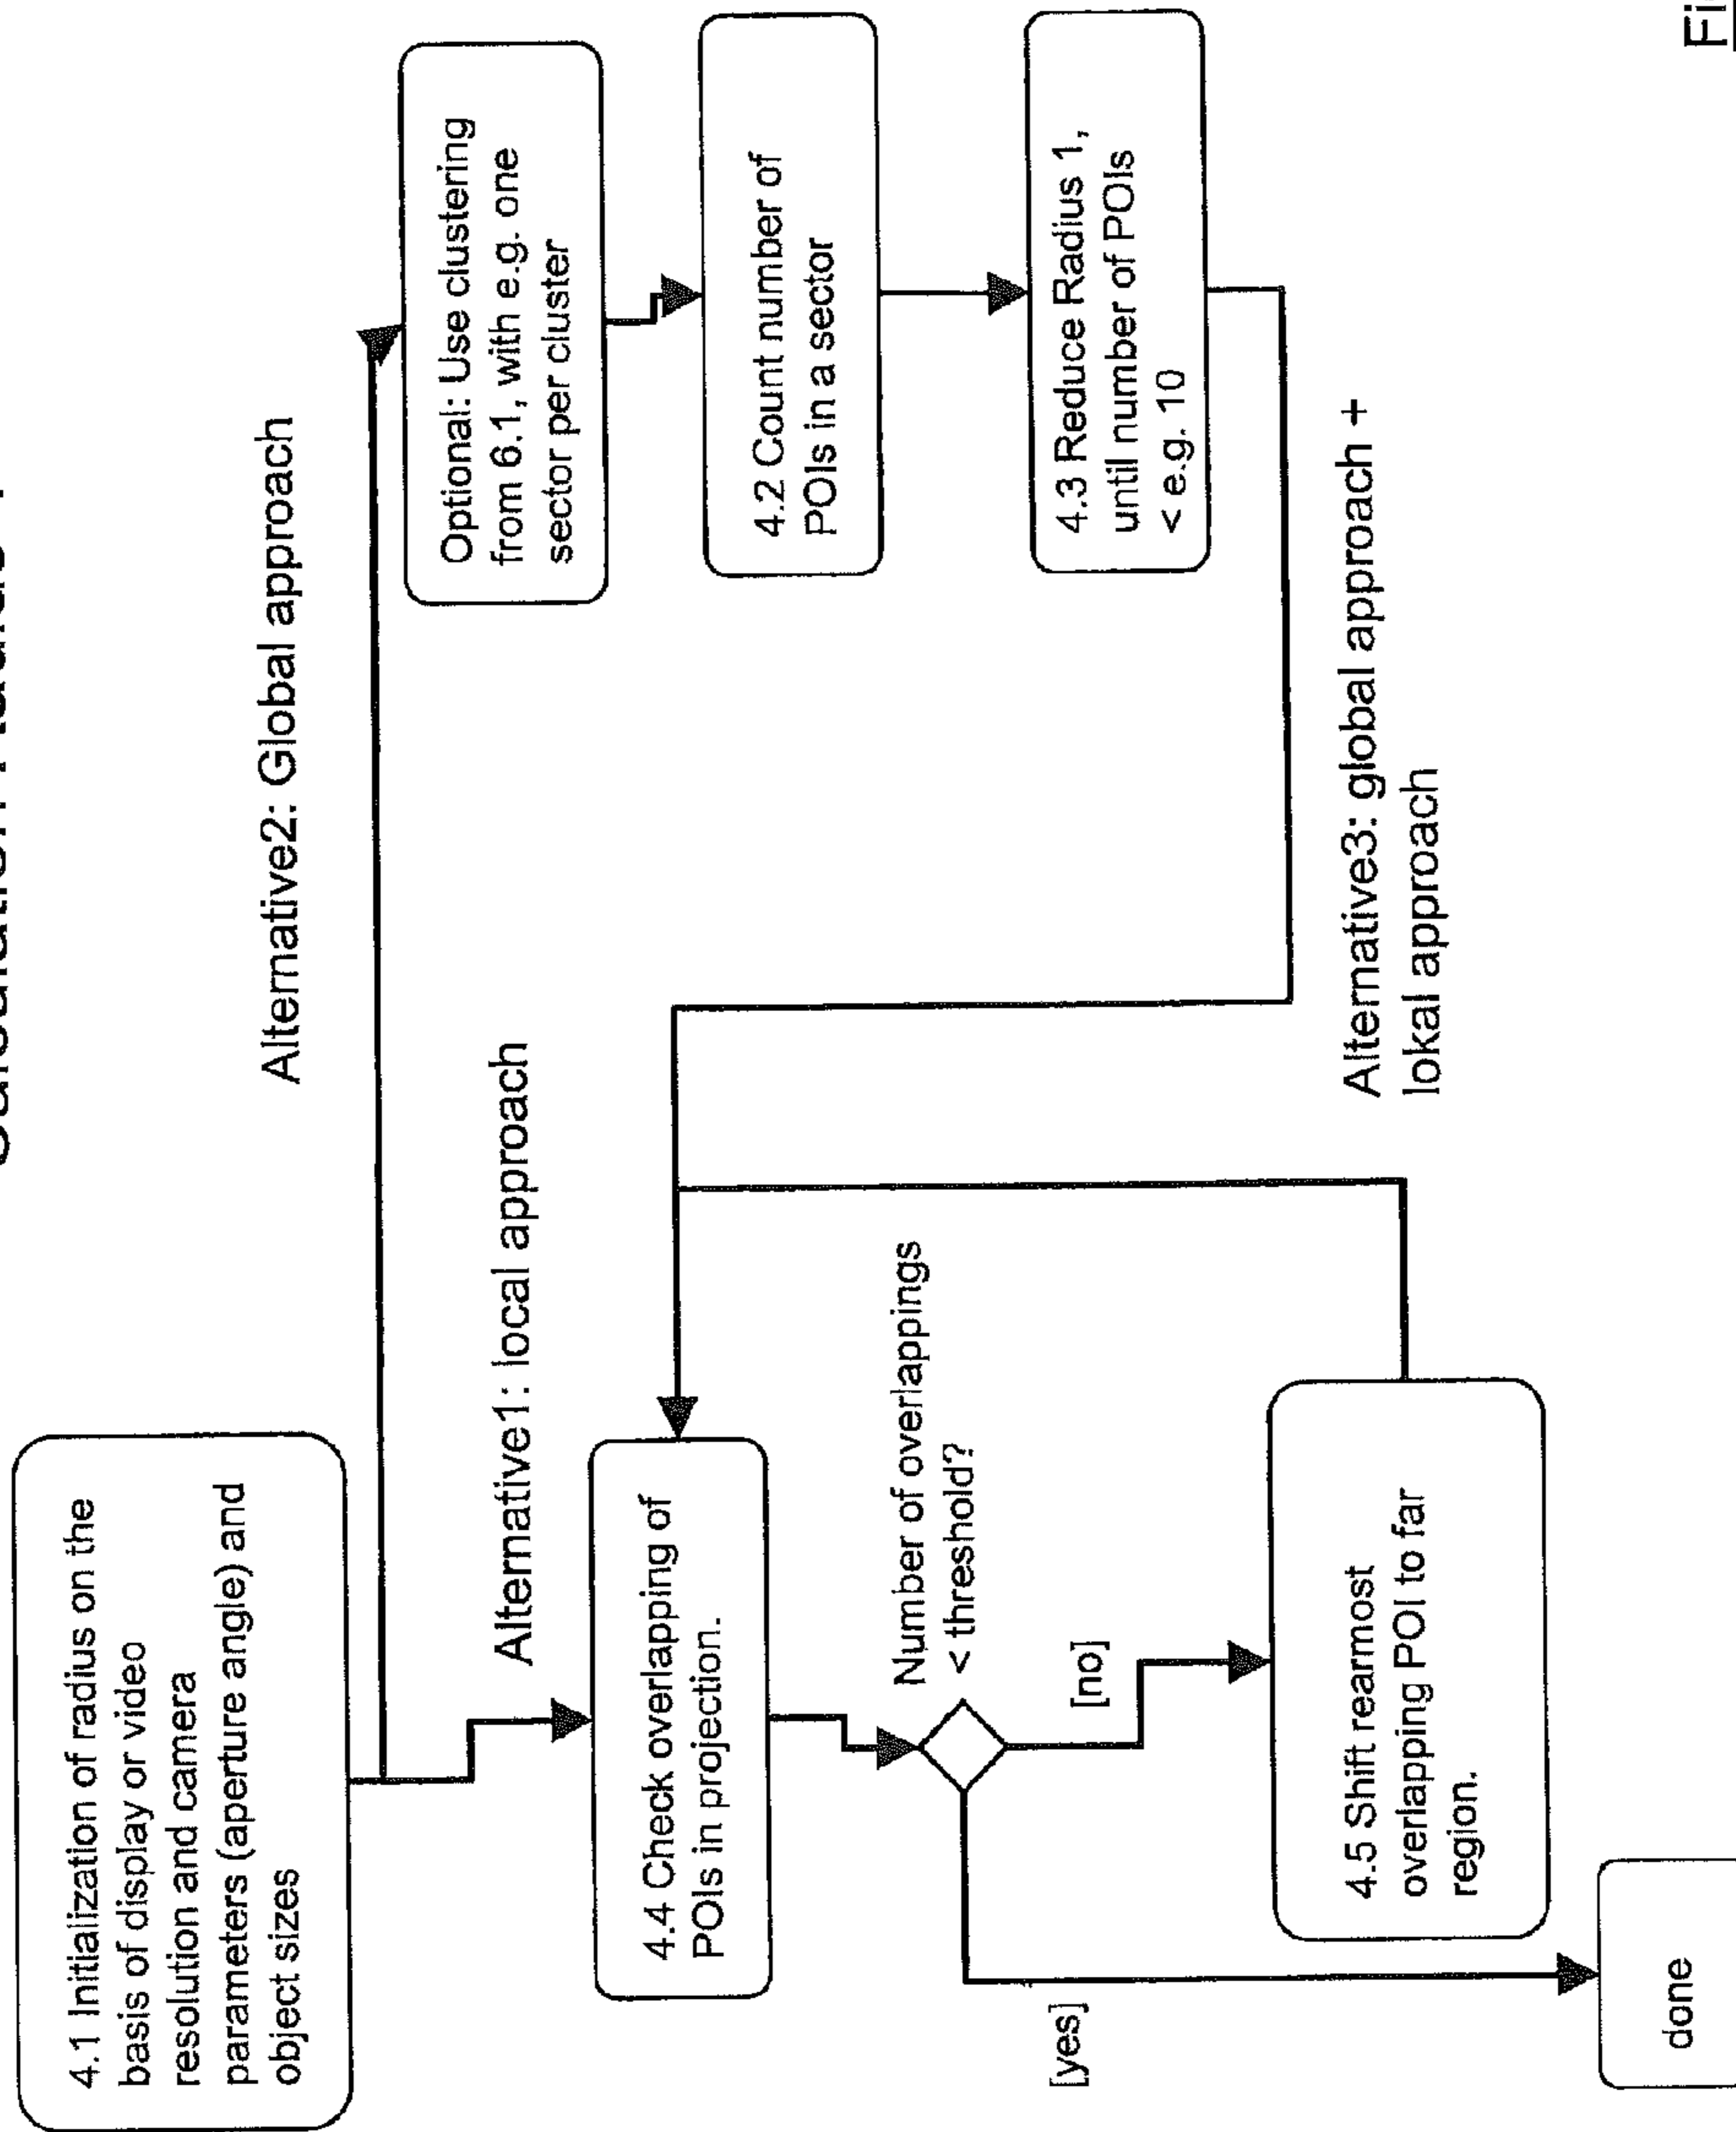 Calculation Radius 1
4.1 Initialization of radius on the
basis of display or video
resolution and camera
parameters (aperture angle) and
object sizes
Alternative2: Global approach
Alternative1: local approach
Optional: Use clustering
from 6.1, with e.g. one
sector per cluster
4.4 Check overlapping of
POIs in projection.
4.2 Count number of
POIs in a sector
Number of overlappings
< threshold?
[no]
[yes]
4.3 Reduce Radius 1,
until number of POIs
< e.g. 10
4.5 Shift rearmost
overlapping POI to far
region.
Alternative3: global approach +
lokal approach
done